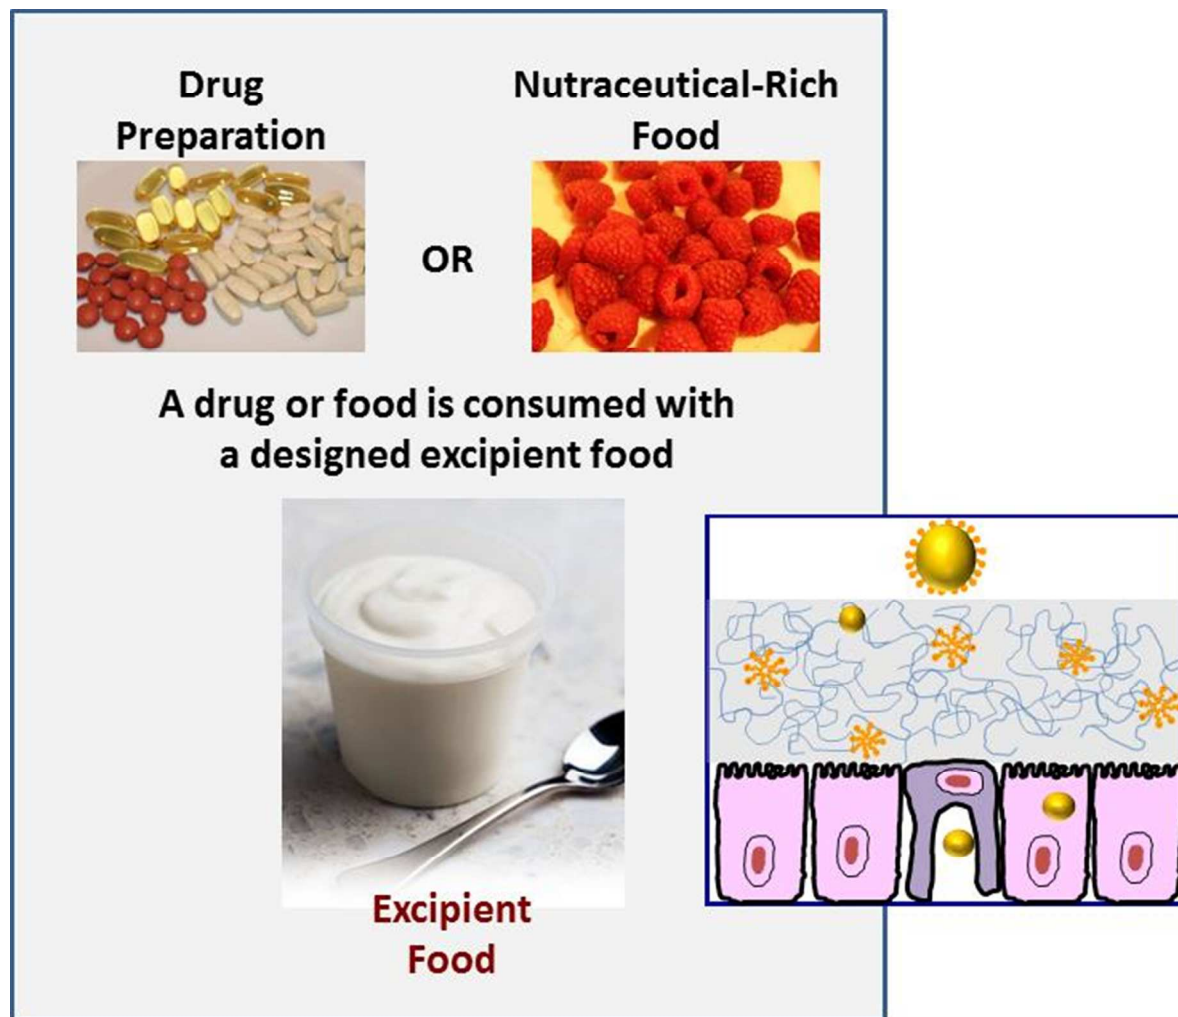 Drug
Preparation
Nutraceutical-Rich
Food
OR
A drug or food is consumed with
a designed excipient food
Excipient
Food